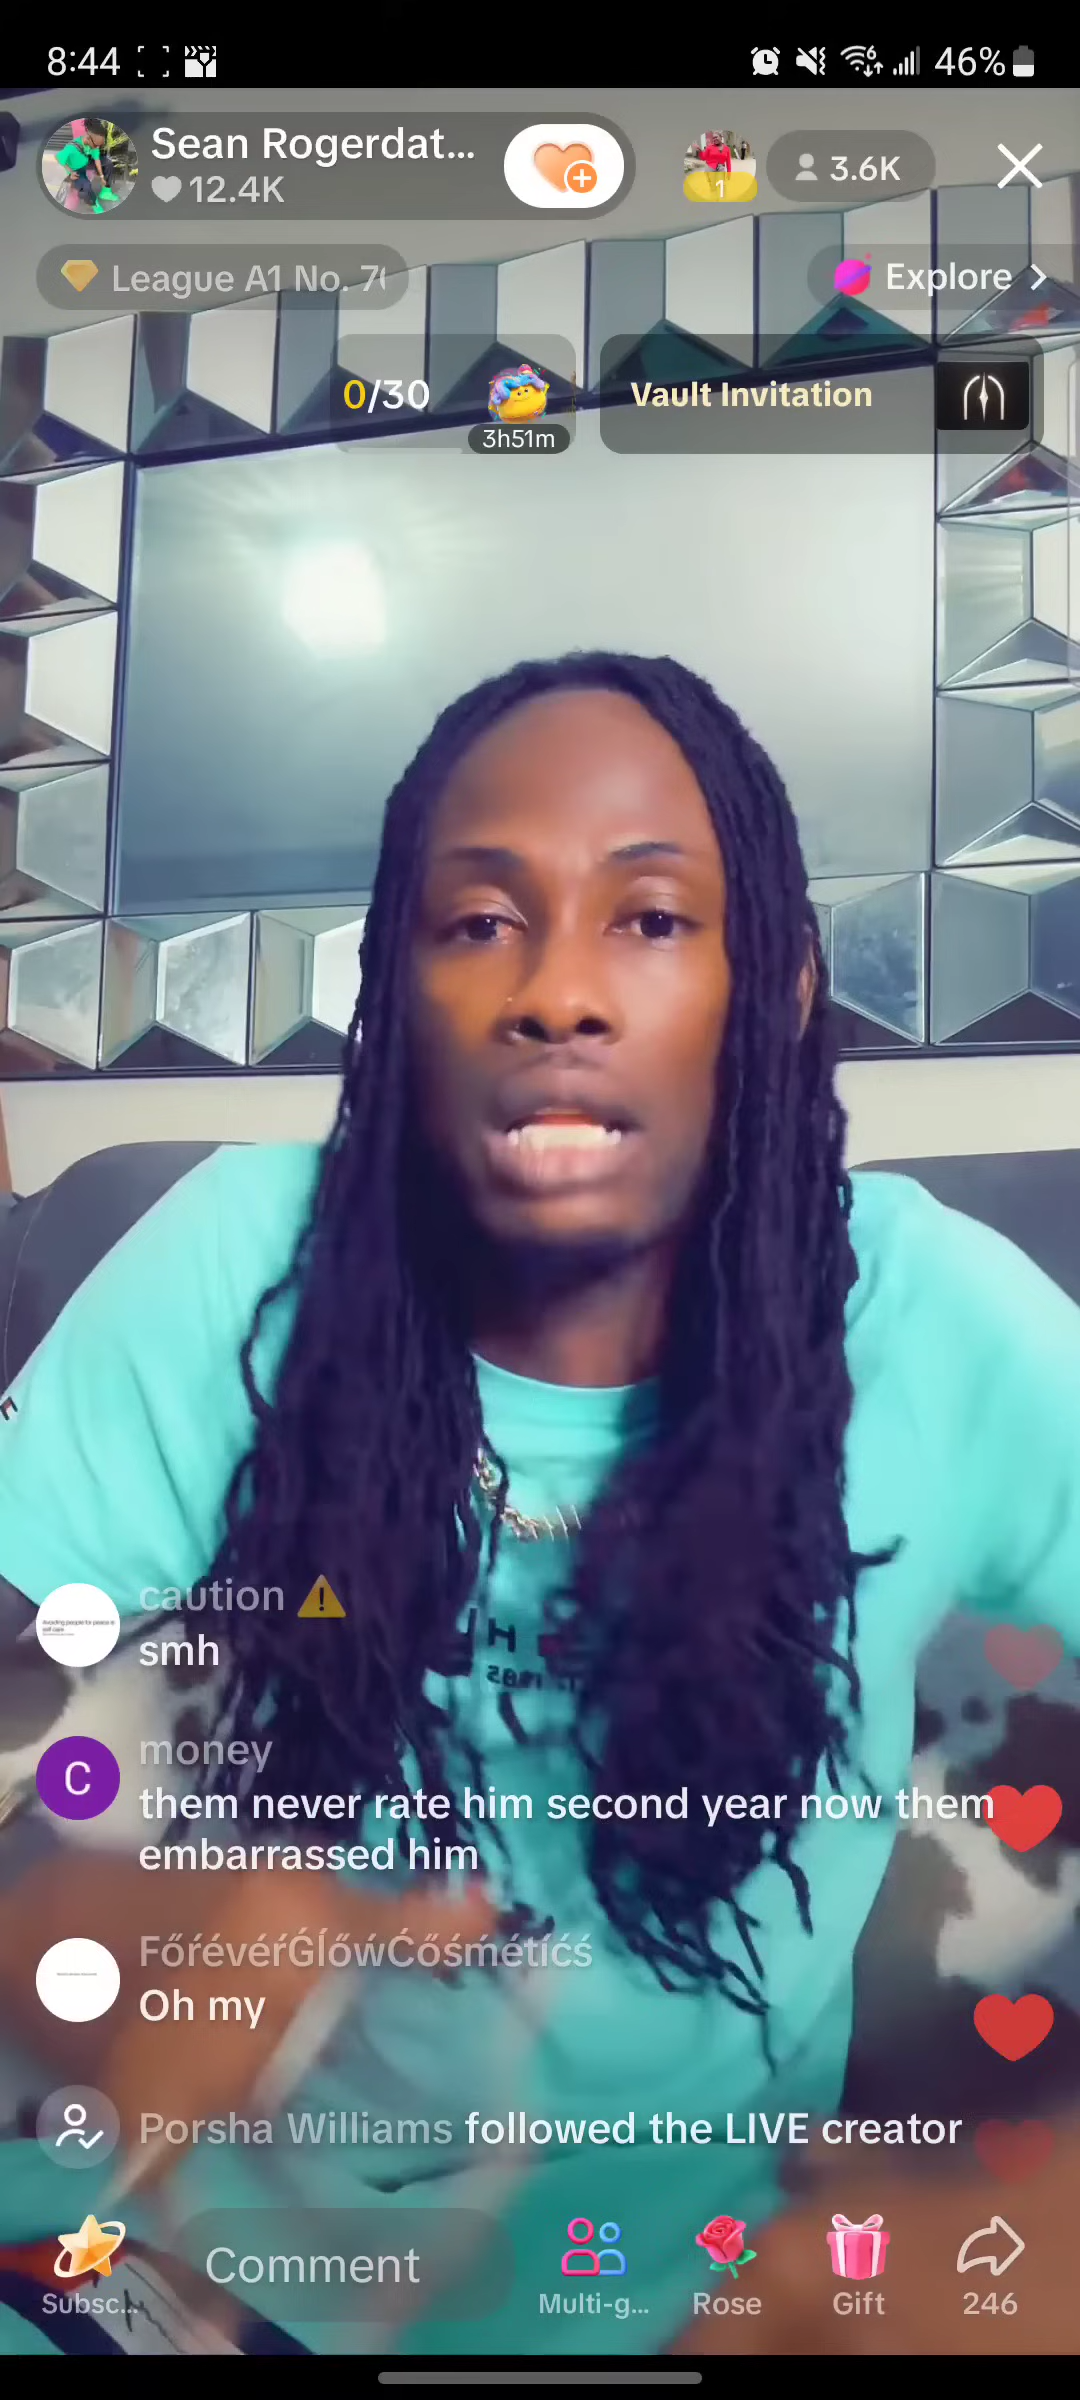 8:44
46%
Sean Rogerdat...
12.4K
1
3.6K
League A1 No. 7
Explore
0/30
3h51m
Vault Invitation
caution ⚠️
smh
C
money
them never rate him second year now them
embarrassed him
FőŕévéŕĞĺőẃĆőśḿétíćś
Oh my
Porsha Williams followed the LIVE creator
Subsc...
Comment
Multi-g...
Rose
Gift
246